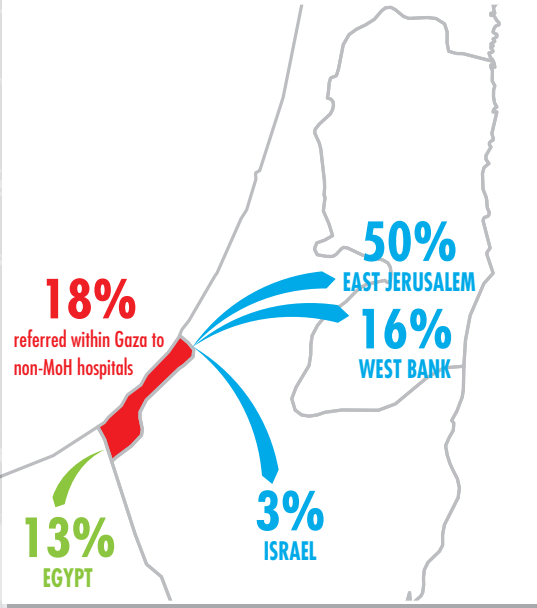 50%
EAST JERUSALEM
18%
referred within Gaza to
non-MoH hospitals
16%
WEST BANK
3%
ISRAEL
13%
EGYPT